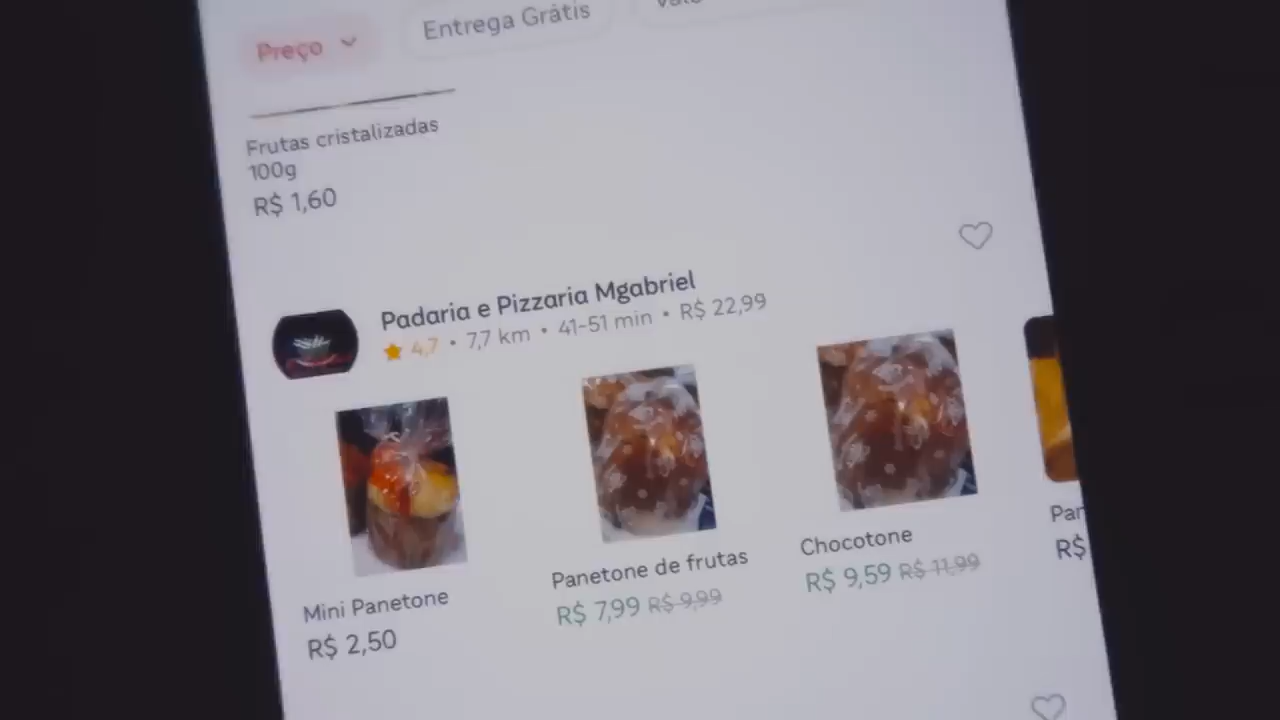 Preço
Entrega Grátis
Frutas cristalizadas
100g
R$ 1,60
Padaria e Pizzaria Mgabriel
4,7 • 7,7 km • 41-51 min • R$ 22,99
Mini Panetone
R$ 2,50
Panetone de frutas
R$ 7,99 R$ 9,99
Chocotone
R$ 9,59 R$ 11,99
R$